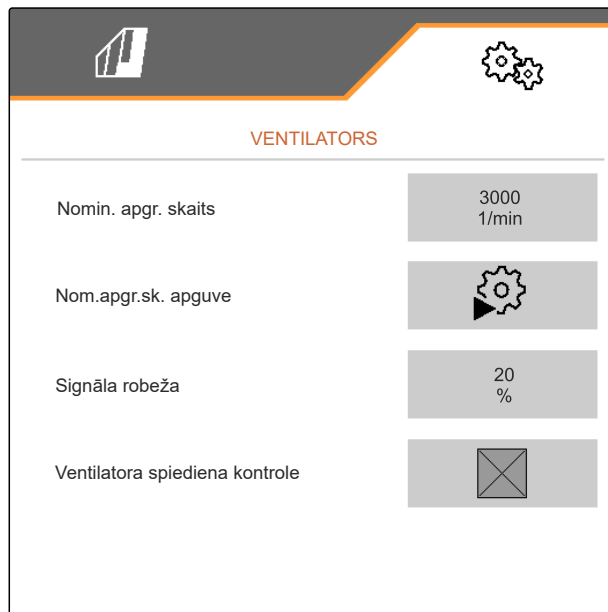 VENTILATORS
Nomin. apgr. skaits
3000
1/min
Nom.apgr.sk. apguve
Signāla robeža
20
%
Ventilatora spiediena kontrole